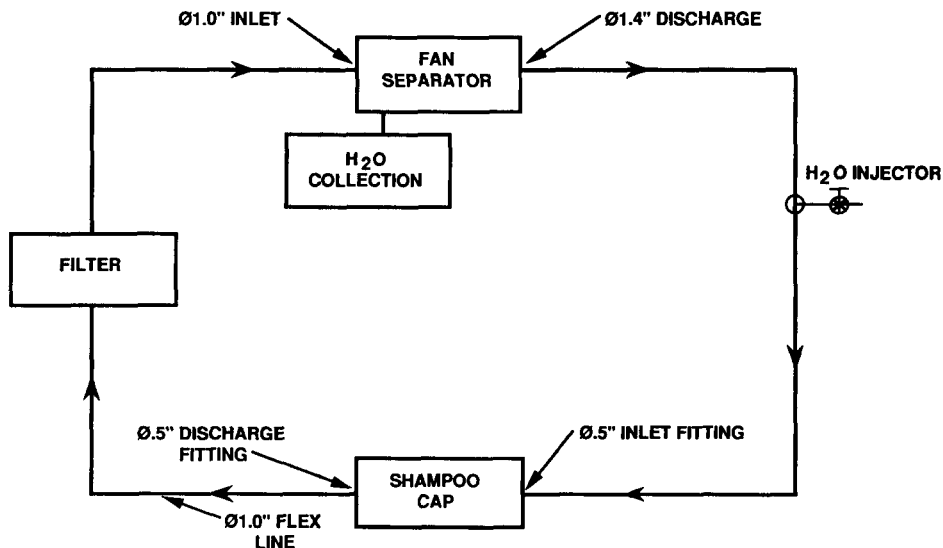 Ø1.0" INLET
Ø1.4" DISCHARGE
FAN
SEPARATOR
H2O
COLLECTION
H2O INJECTOR
FILTER
Ø.5" DISCHARGE
FITTING
Ø.5" INLET FITTING
SHAMPOO
CAP
Ø1.0" FLEX
LINE